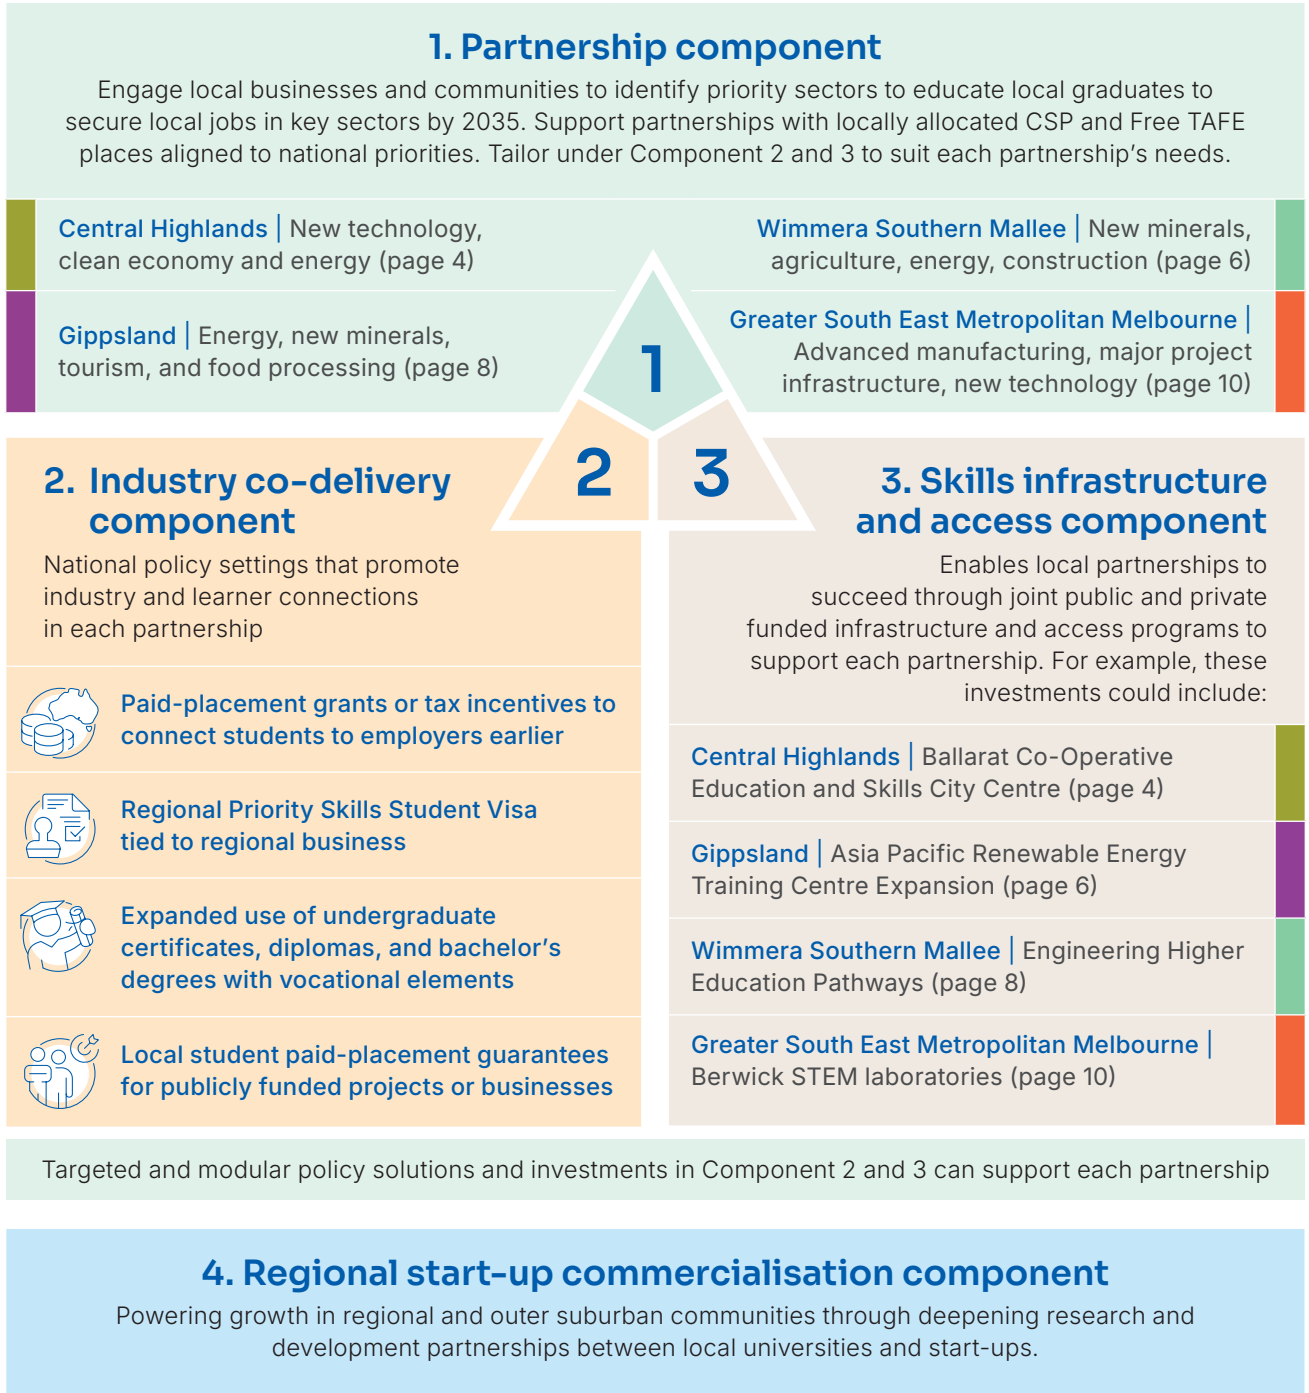 1. Partnership component
Engage local businesses and communities to identify priority sectors to educate local graduates to
secure local jobs in key sectors by 2035. Support partnerships with locally allocated CSP and Free TAFE
places aligned to national priorities. Tailor under Component 2 and 3 to suit each partnership's needs.
Central Highlands | New technology,
clean economy and energy (page 4)
Gippsland | Energy, new minerals,
tourism, and food processing (page 8)
Wimmera Southern Mallee | New minerals,
agriculture, energy, construction (page 6)
Greater South East Metropolitan Melbourne |
Advanced manufacturing, major project
infrastructure, new technology (page 10)
1
2
3
2. Industry co-delivery
component
National policy settings that promote
industry and learner connections
in each partnership
Paid-placement grants or tax incentives to
connect students to employers earlier
Regional Priority Skills Student Visa
tied to regional business
Expanded use of undergraduate
certificates, diplomas, and bachelor's
degrees with vocational elements
Local student paid-placement guarantees
for publicly funded projects or businesses
3. Skills infrastructure
and access component
Enables local partnerships to
succeed through joint public and private
funded infrastructure and access programs to
support each partnership. For example, these
investments could include:
Central Highlands | Ballarat Co-Operative
Education and Skills City Centre (page 4)
Gippsland | Asia Pacific Renewable Energy
Training Centre Expansion (page 6)
Wimmera Southern Mallee | Engineering Higher
Education Pathways (page 8)
Greater South East Metropolitan Melbourne |
Berwick STEM laboratories (page 10)
Targeted and modular policy solutions and investments in Component 2 and 3 can support each partnership
4. Regional start-up commercialisation component
Powering growth in regional and outer suburban communities through deepening research and
development partnerships between local universities and start-ups.